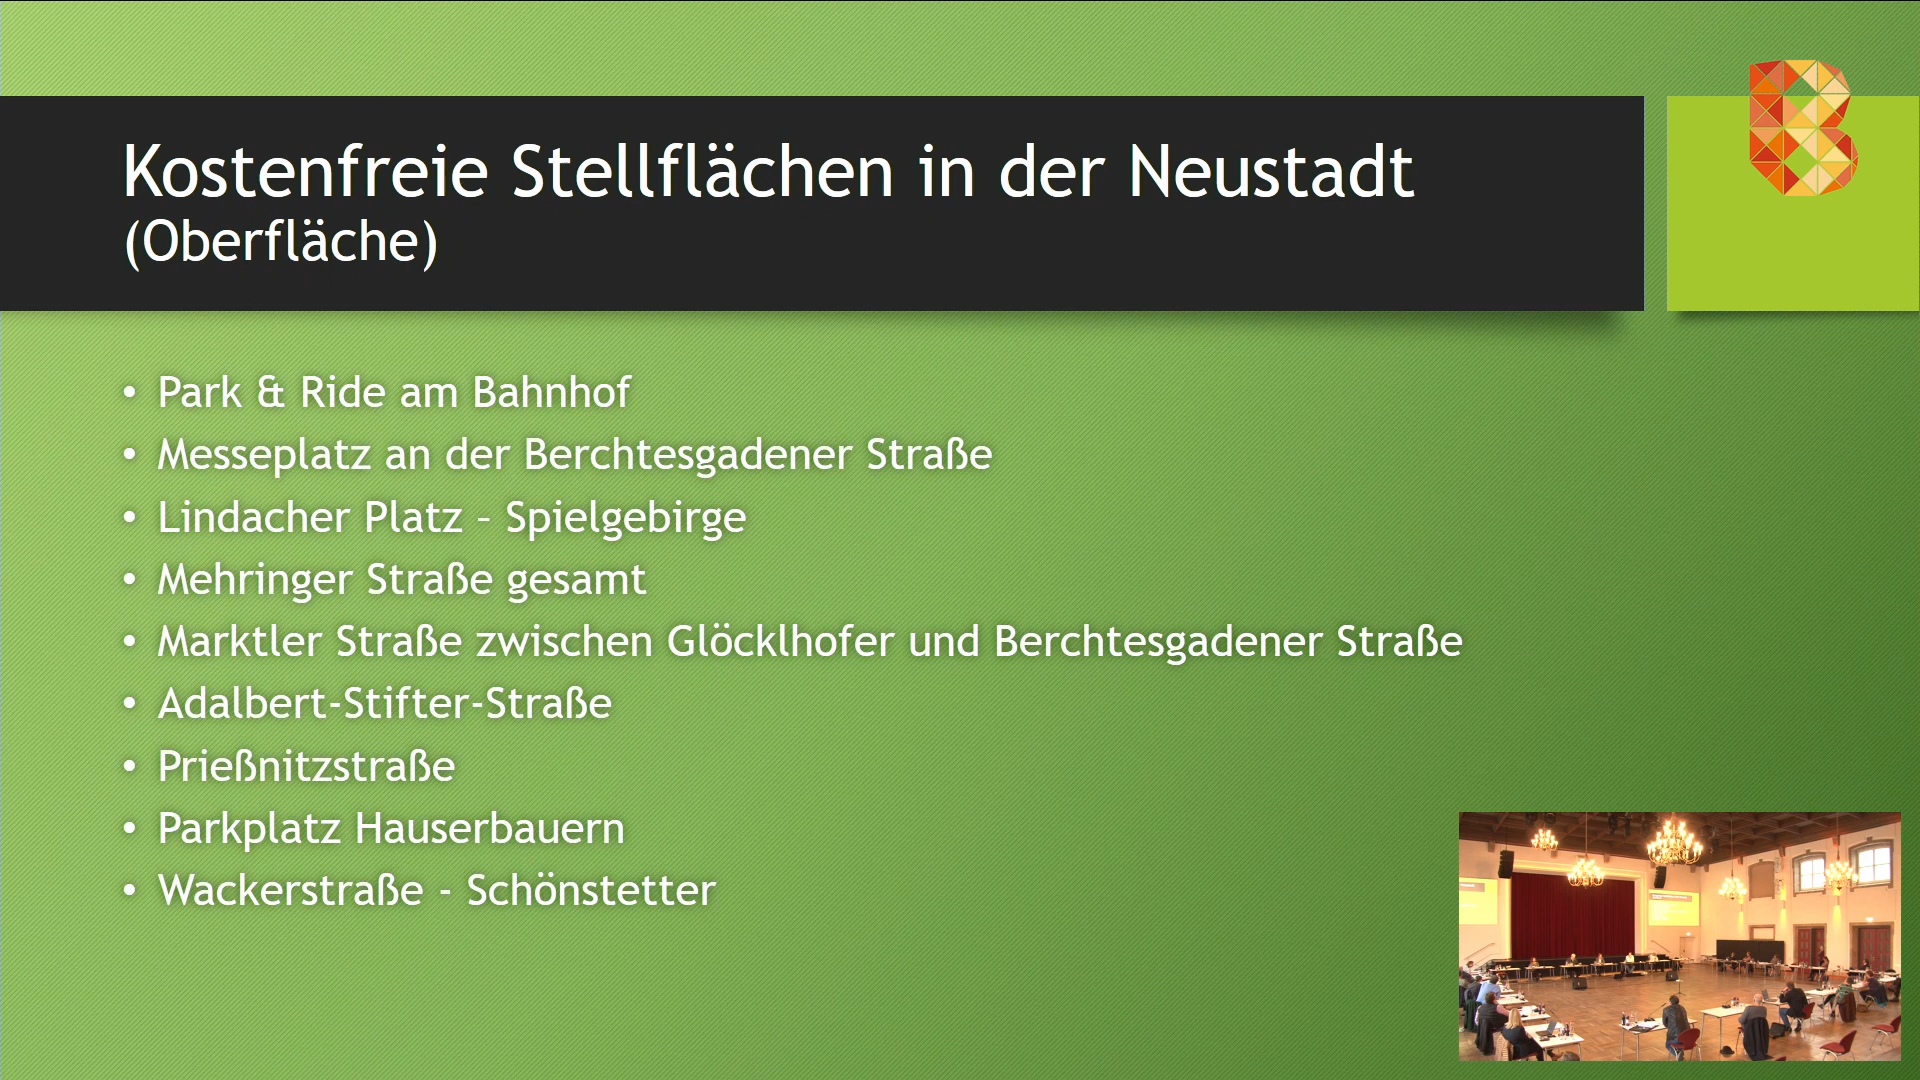 Kostenfreie Stellflächen in der Neustadt
(Oberfläche)
• Park & Ride am Bahnhof
• Messeplatz an der Berchtesgadener Straße
• Lindacher Platz – Spielgebirge
• Mehringer Straße gesamt
• Marktler Straße zwischen Glöcklhofer und Berchtesgadener Straße
• Adalbert-Stifter-Straße
• Prießnitzstraße
• Parkplatz Hauserbauern
• Wackerstraße - Schönstetter